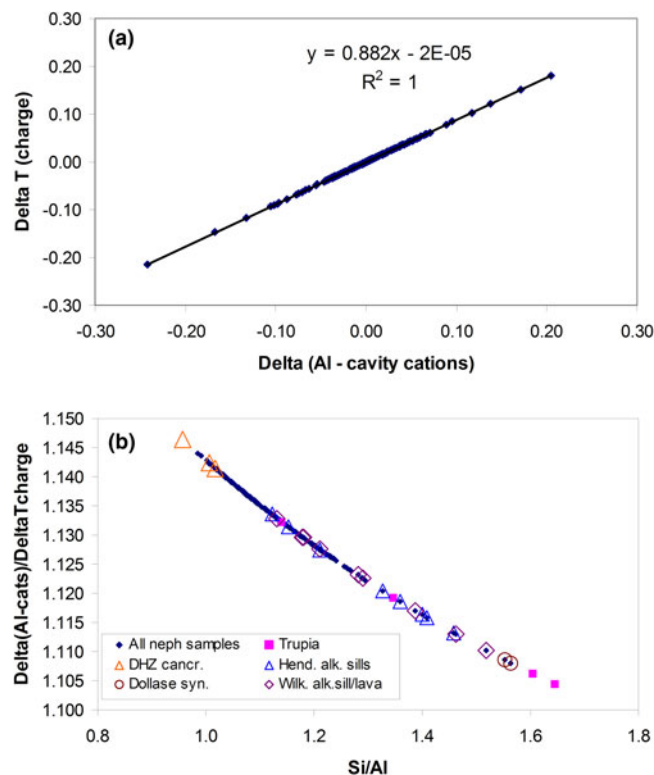 (a)
y = 0.882x - 2E-05
R² = 1
0.30
0.20
0.10
0.00
-0.10
-0.20
-0.30
Delta T (charge)
-0.30 -0.20 -0.10 0.00 0.10 0.20 0.30
Delta (Al - cavity cations)
(b)
1.150
1.145
1.140
1.135
1.130
1.125
1.120
1.115
1.110
1.105
1.100
Delta(Al-cats)/DeltaTcharge
All neph samples Trupia
DHZ cancr. Hend. alk. sills
Dollase syn. Wilk. alk.sill/lava
0.8 1.0 1.2 1.4 1.6 1.8
Si/Al